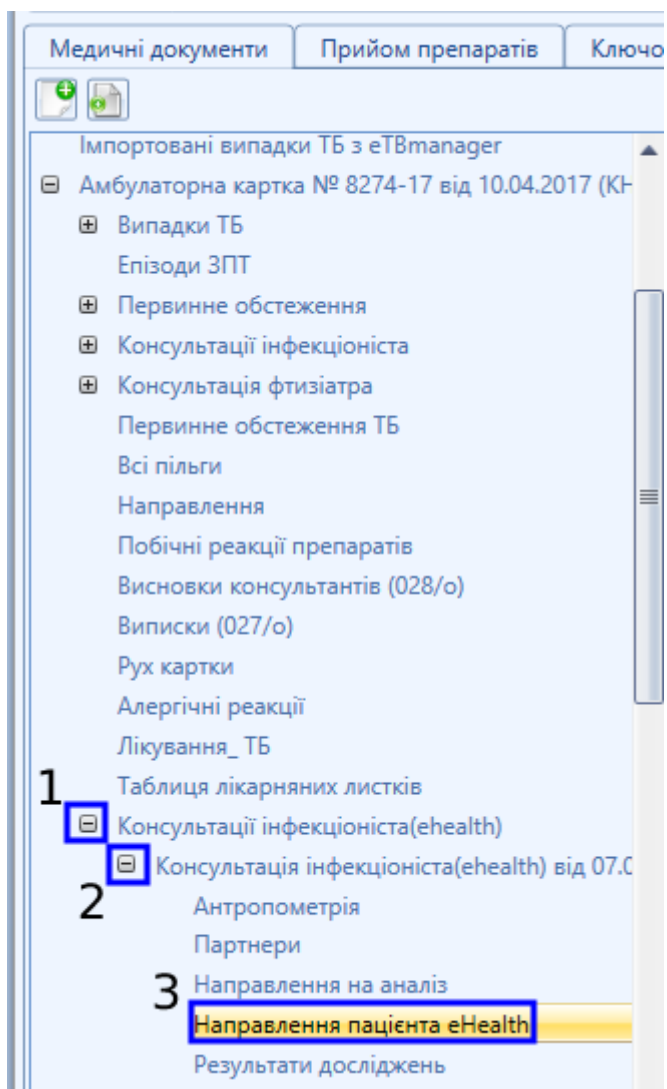 Медичні документи Прийом препаратів Ключо
Імпортовані випадки ТБ з eTBmanager
Амбулаторна картка № 8274-17 від 10.04.2017 (КН
Випадки ТБ
Епізоди ЗПТ
Первинне обстеження
Консультації інфекціоніста
Консультація фтизіатра
Первинне обстеження ТБ
Всі пільги
Направлення
Побічні реакції препаратів
Висновки консультантів (028/о)
Виписки (027/о)
Рух картки
Алергічні реакції
Лікування_ ТБ
Таблиця лікарняних листків
1
Консультації інфекціоніста(ehealth)
Консультація інфекціоніста(ehealth) від 07.0
2
Антропометрія
Партнери
Направлення на аналіз
3
Направлення пацієнта eHealth
Результати досліджень